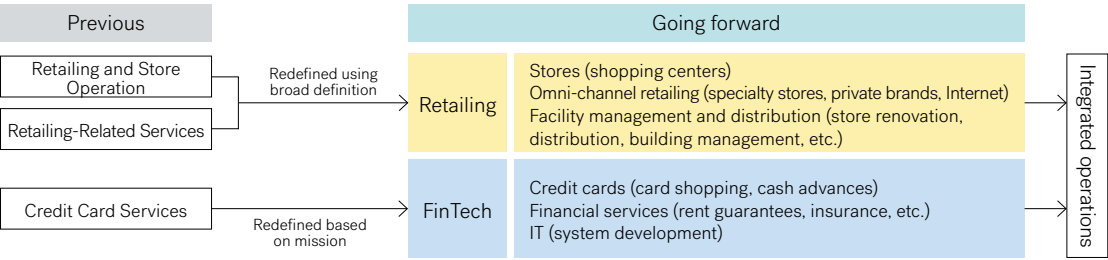 Previous
Going forward
Retailing and Store
Operation
Retailing-Related Services
Redefined using
broad definition
Retailing
Stores (shopping centers)
Omni-channel retailing (specialty stores, private brands, Internet)
Facility management and distribution (store renovation,
distribution, building management, etc.)
Credit Card Services
Redefined based
on mission
FinTech
Credit cards (card shopping, cash advances)
Financial services (rent guarantees, insurance, etc.)
IT (system development)
Integrated operations